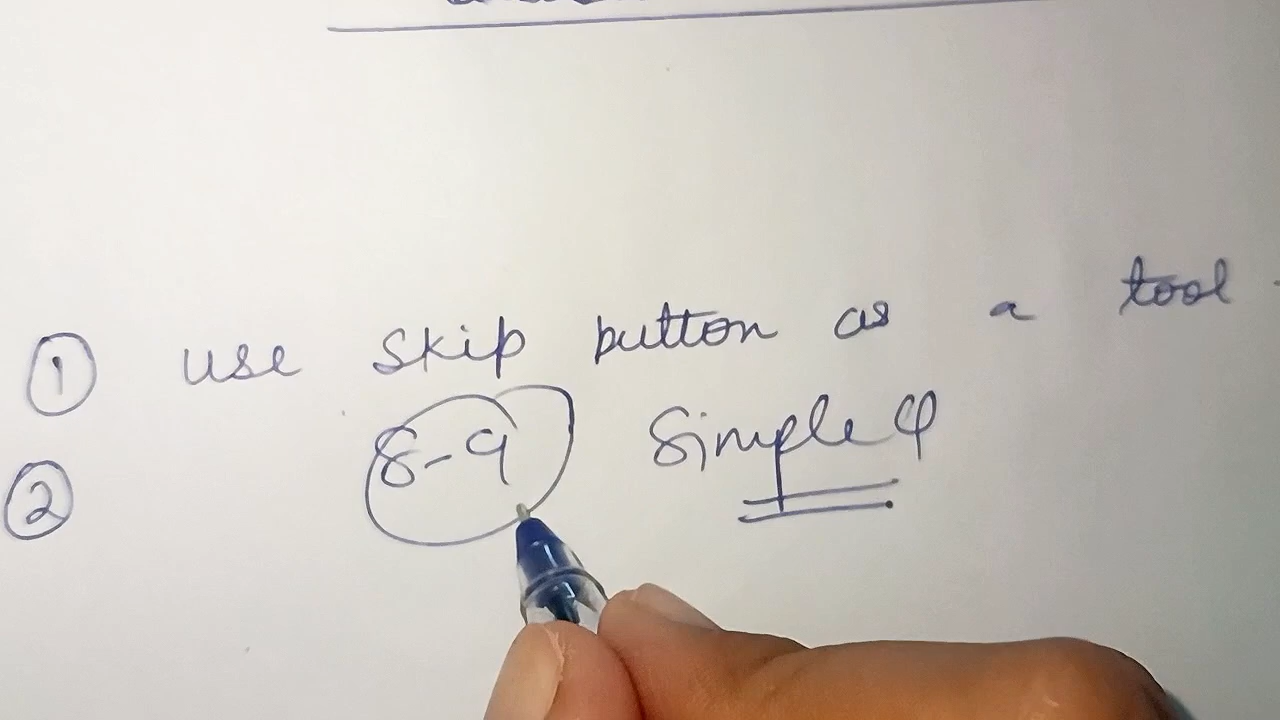 ① use skip button as a tool.
② 8-9 Simple Q